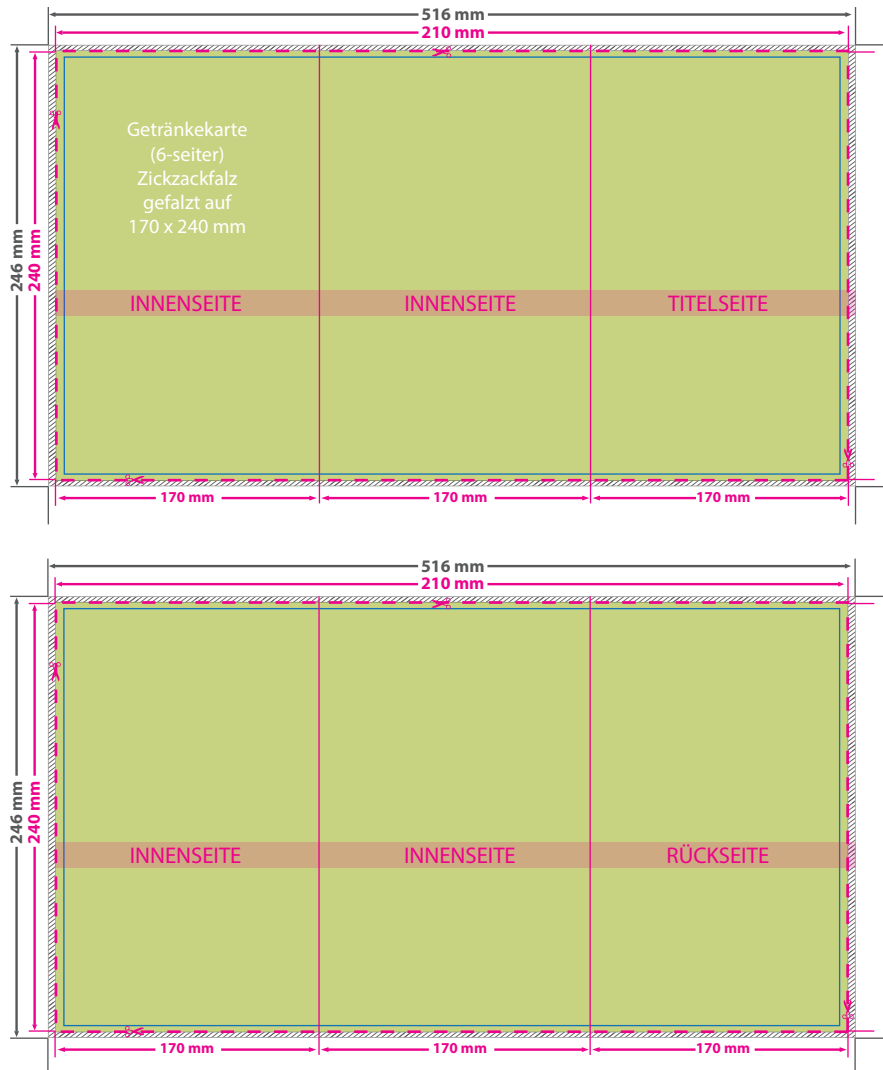 516 mm
210 mm
246 mm
240 mm
Getränkekarte
(6-seiter)
Zickzackfalz
gefalzt auf
170 x 240 mm
INNENSEITE
INNENSEITE
TITELSEITE
170 mm
170 mm
170 mm
516 mm
210 mm
246 mm
240 mm
INNENSEITE
INNENSEITE
RÜCKSEITE
170 mm
170 mm
170 mm